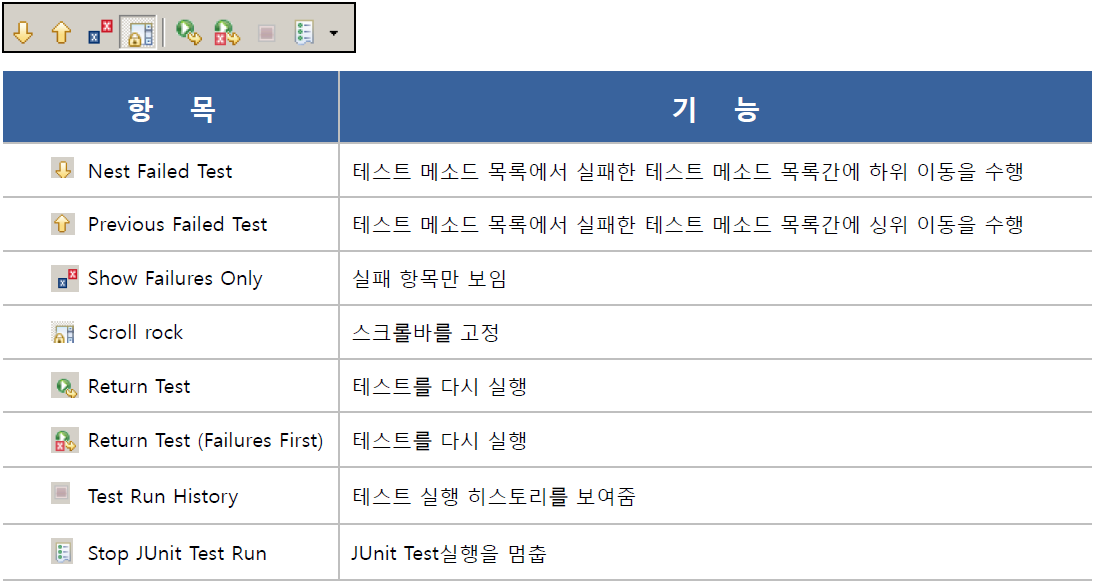 항 목 기 능
Nest Failed Test 테스트 메소드 목록에서 실패한 테스트 메소드 목록간에 하위 이동을 수행
Previous Failed Test 테스트 메소드 목록에서 실패한 테스트 메소드 목록간에 싱위 이동을 수행
Show Failures Only 실패 항목만 보임
Scroll rock 스크롤바를 고정
Return Test 테스트를 다시 실행
Return Test (Failures First) 테스트를 다시 실행
Test Run History 테스트 실행 히스토리를 보여줌
Stop JUnit Test Run JUnit Test실행을 멈춥